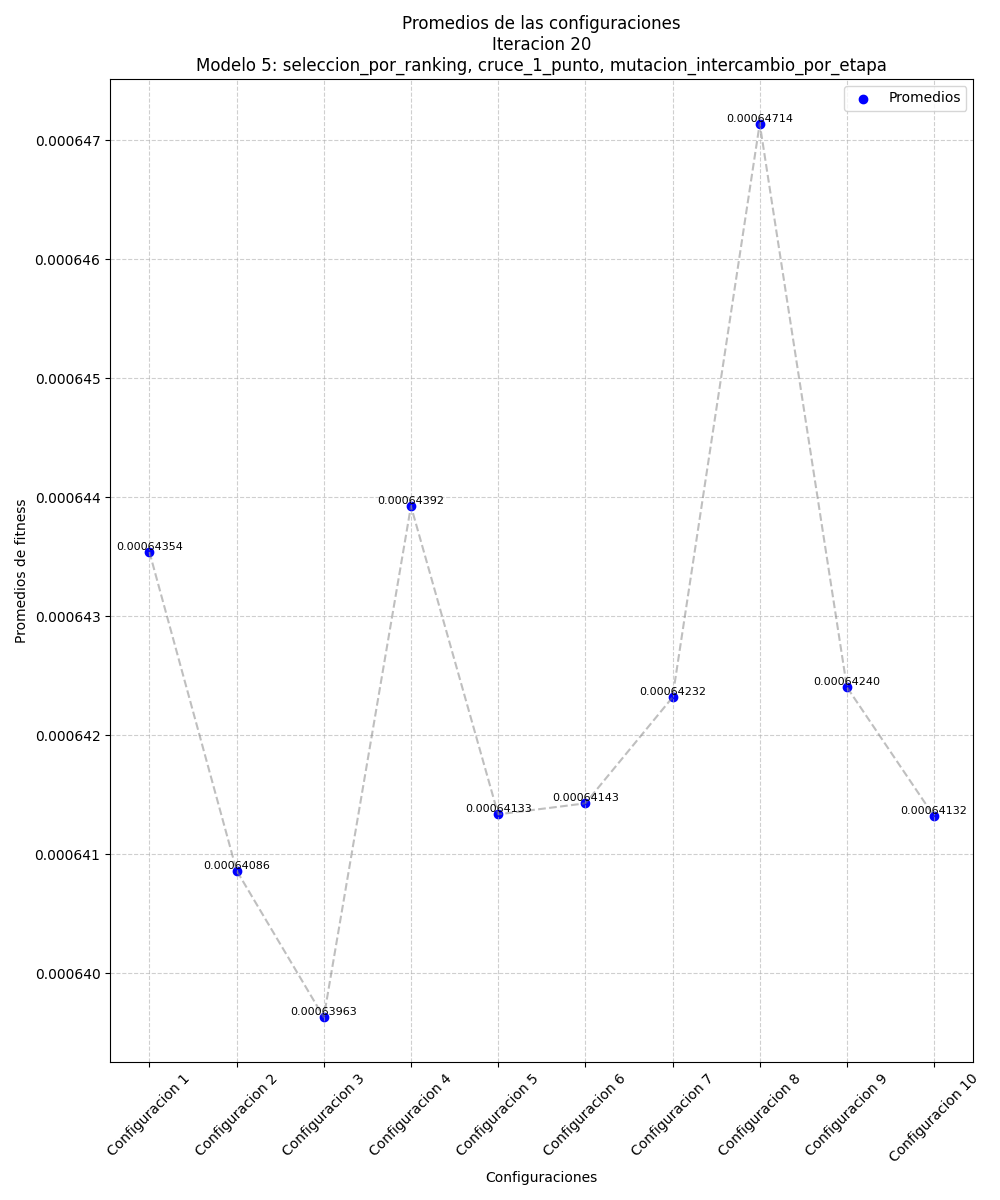 Promedios de las configuraciones
Iteracion 20
Modelo 5: seleccion_por_ranking, cruce_1_punto, mutacion_intercambio_por_etapa
Promedios
0.00064714
0.000647
0.000646
0.000645
0.000644
0.00064392
0.00064354
0.000643
0.00064232
0.00064240
0.000642
0.00064133
0.00064143
0.00064132
0.000641
0.00064086
0.000640
0.00063963
Promedios de fitness
Configuracion 1
Configuracion 2
Configuracion 3
Configuracion 4
Configuracion 5
Configuracion 6
Configuracion 7
Configuracion 8
Configuracion 9
Configuracion 10
Configuraciones